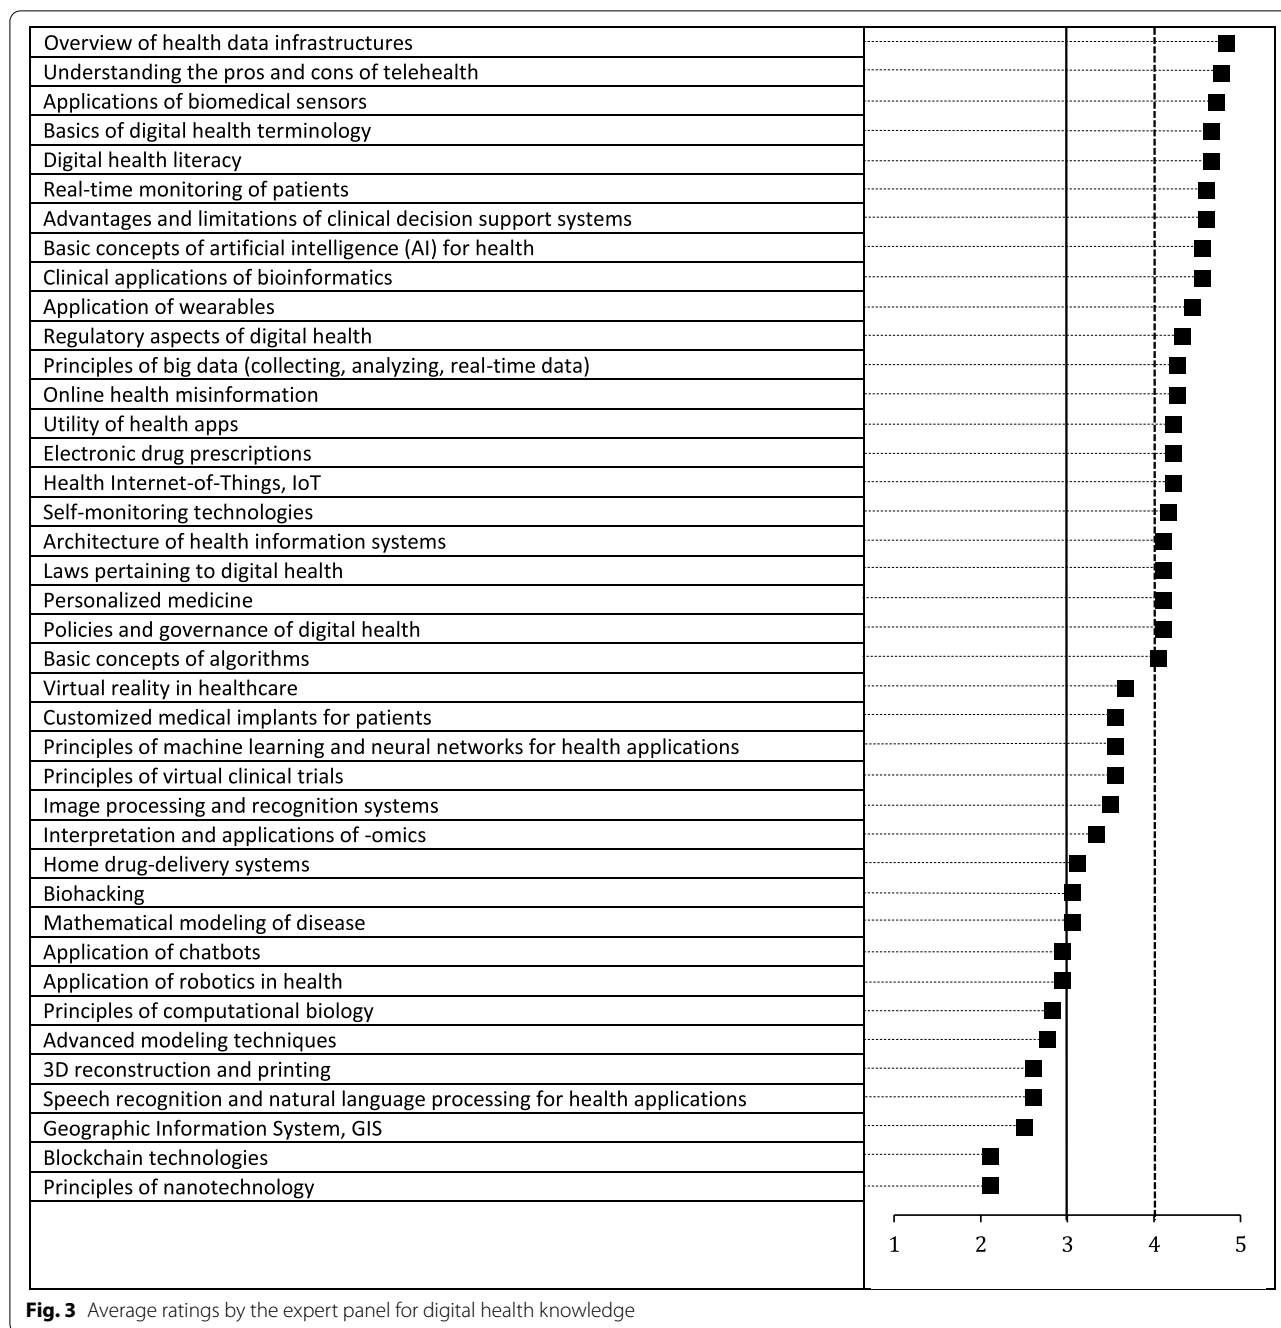 Overview of health data infrastructures
Understanding the pros and cons of telehealth
Applications of biomedical sensors
Basics of digital health terminology
Digital health literacy
Real-time monitoring of patients
Advantages and limitations of clinical decision support systems
Basic concepts of artificial intelligence (AI) for health
Clinical applications of bioinformatics
Application of wearables
Regulatory aspects of digital health
Principles of big data (collecting, analyzing, real-time data)
Online health misinformation
Utility of health apps
Electronic drug prescriptions
Health Internet-of-Things, IoT
Self-monitoring technologies
Architecture of health information systems
Laws pertaining to digital health
Personalized medicine
Policies and governance of digital health
Basic concepts of algorithms
Virtual reality in healthcare
Customized medical implants for patients
Principles of machine learning and neural networks for health applications
Principles of virtual clinical trials
Image processing and recognition systems
Interpretation and applications of -omics
Home drug-delivery systems
Biohacking
Mathematical modeling of disease
Application of chatbots
Application of robotics in health
Principles of computational biology
Advanced modeling techniques
3D reconstruction and printing
Speech recognition and natural language processing for health applications
Geographic Information System, GIS
Blockchain technologies
Principles of nanotechnology
1 2 3 4 5
Fig. 3 Average ratings by the expert panel for digital health knowledge